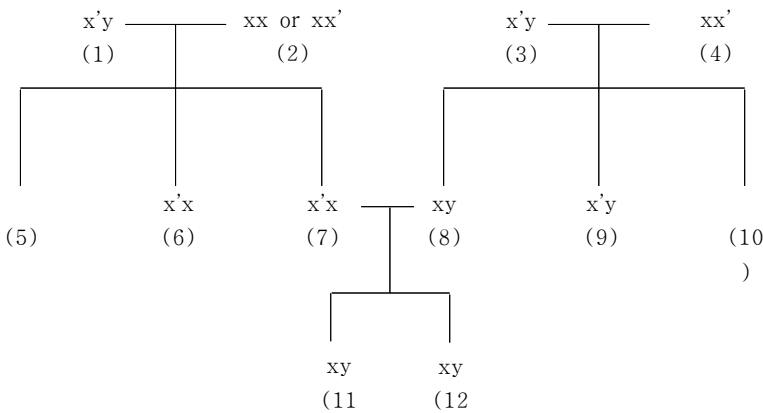 x'y xx or xx' x'y xx'
(1) (2) (3) (4)
x'x x'x xy x'y
(5) (6) (7) (8) (9) (10
)
xy xy
(11 (12